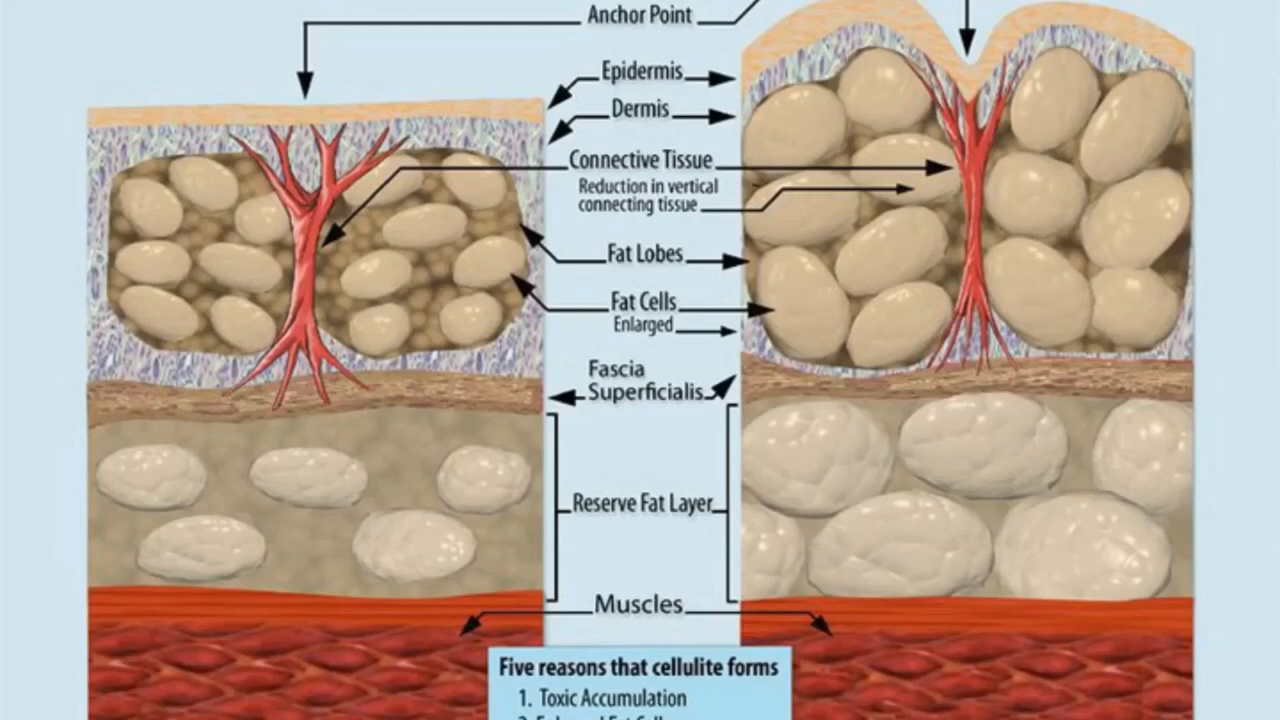 Anchor Point
Epidermis
Dermis
Connective Tissue
Reduction in vertical
connecting tissue
Fat Lobes
Fat Cells
Enlarged
Fascia
Superficialis
Reserve Fat Layer
Muscles
Five reasons that cellulite forms
1. Toxic Accumulation